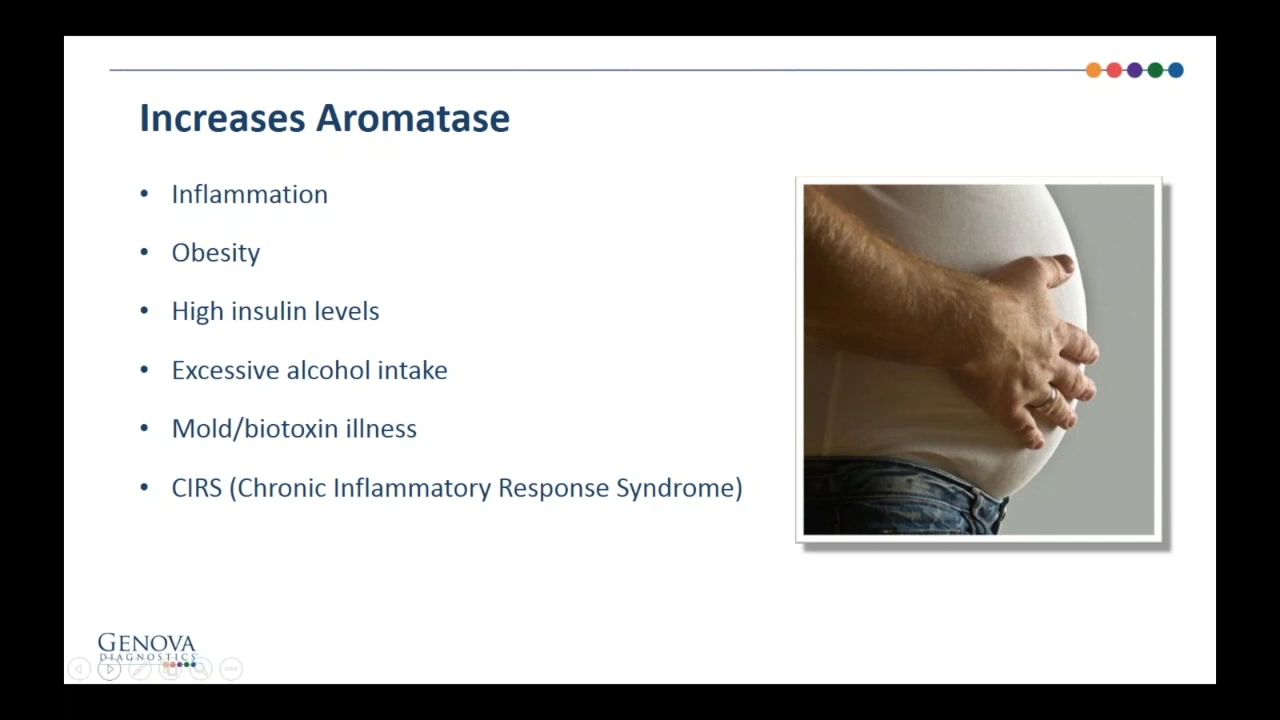 Increases Aromatase
• Inflammation
• Obesity
• High insulin levels
• Excessive alcohol intake
• Mold/biotoxin illness
• CIRS (Chronic Inflammatory Response Syndrome)
GENOVA
DIAGNOSTICS